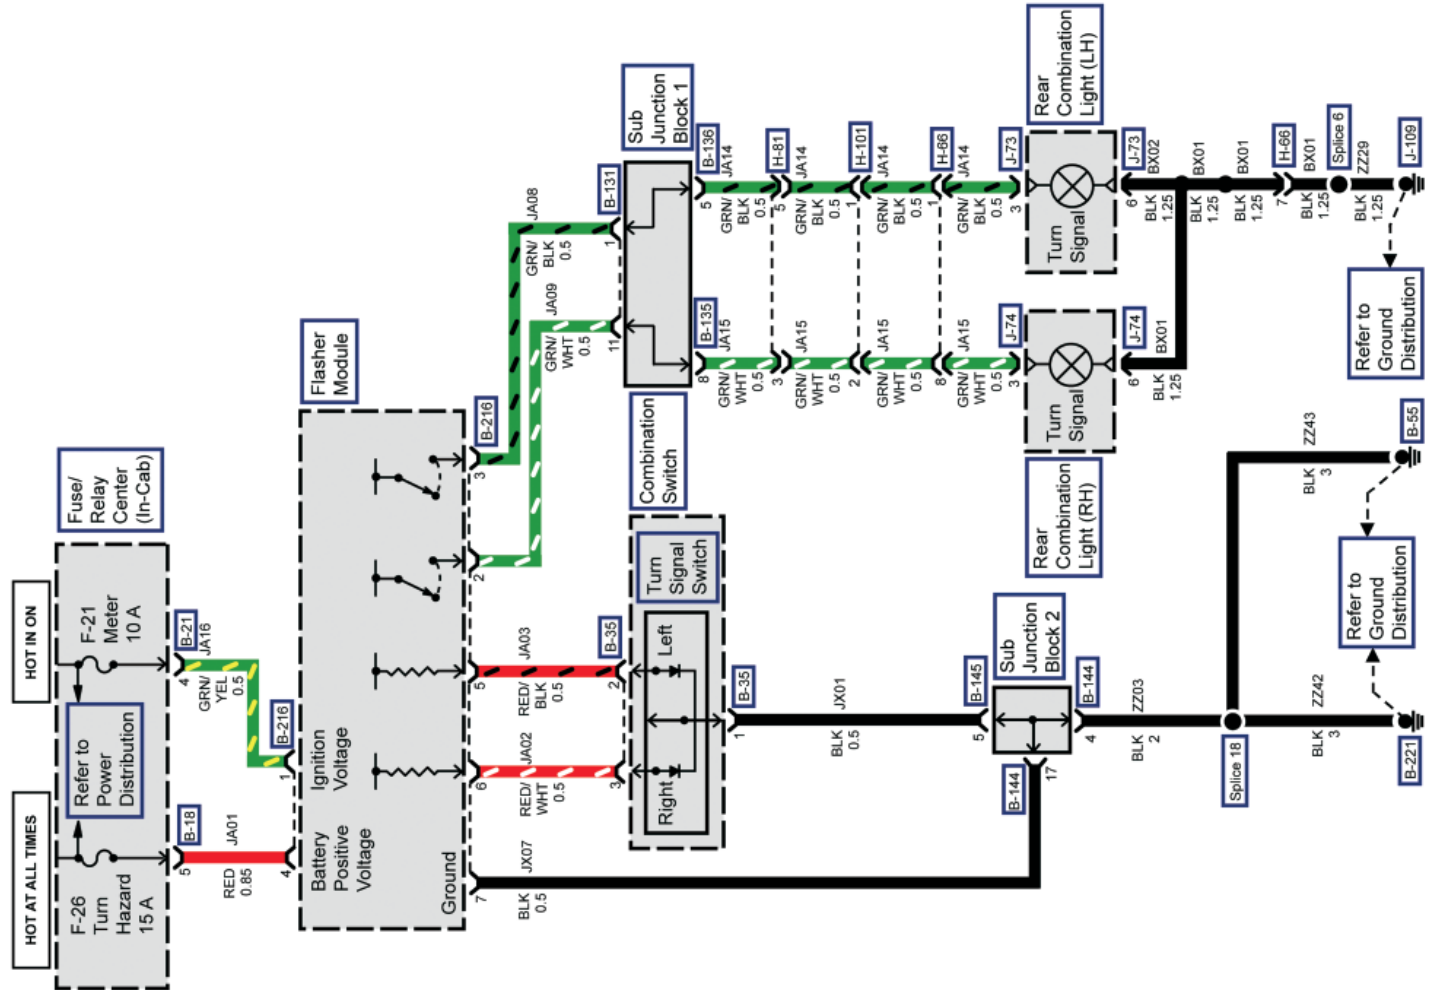 HOT AT ALL TIMES
HOT IN ON
F-26
Turn
Hazard
15 A
Refer to
Power
Distribution
F-21
Meter
10 A
Fuse/
Relay
Center
(In-Cab)
5
B-18
4
B-21
RED
0.85
JA01
GRN/
YEL
0.5
JA16
4
1
B-216
Battery
Positive
Voltage
Ignition
Voltage
Flasher
Module
Ground
7
6
5
2
3
B-216
BLK
0.5
JX07
RED/
WHT
0.5
JA02
RED/
BLK
0.5
JA03
GRN/
WHT
0.5
JA09
GRN/
BLK
0.5
JA08
3
2
B-35
11
1
B-131
Right
Left
Turn
Signal
Switch
Combination
Switch
Sub
Junction
Block 1
1
B-35
8
B-135
5
B-136
GRN/
WHT
0.5
JA15
GRN/
BLK
0.5
JA14
3
5
H-81
GRN/
WHT
0.5
JA15
GRN/
BLK
0.5
JA14
2
1
H-101
GRN/
WHT
0.5
JA15
GRN/
BLK
0.5
JA14
8
1
H-66
GRN/
WHT
0.5
JA15
GRN/
BLK
0.5
JA14
3
J-74
3
J-73
BLK
0.5
JX01
5
B-145
Sub
Junction
Block 2
B-144
17
4
B-144
Rear
Combination
Light (RH)
Turn
Signal
Turn
Signal
Rear
Combination
Light (LH)
6
J-74
6
J-73
BLK
1.25
BX01
BLK
1.25
BX02
BLK
1.25
BX01
BLK
1.25
BX01
7
H-66
BLK
1.25
BX01
Splice 6
BLK
1.25
ZZ29
J-109
BLK
2
ZZ03
Splice 18
BLK
3
ZZ42
BLK
3
ZZ43
B-221
B-55
Refer to
Ground
Distribution
Refer to
Ground
Distribution